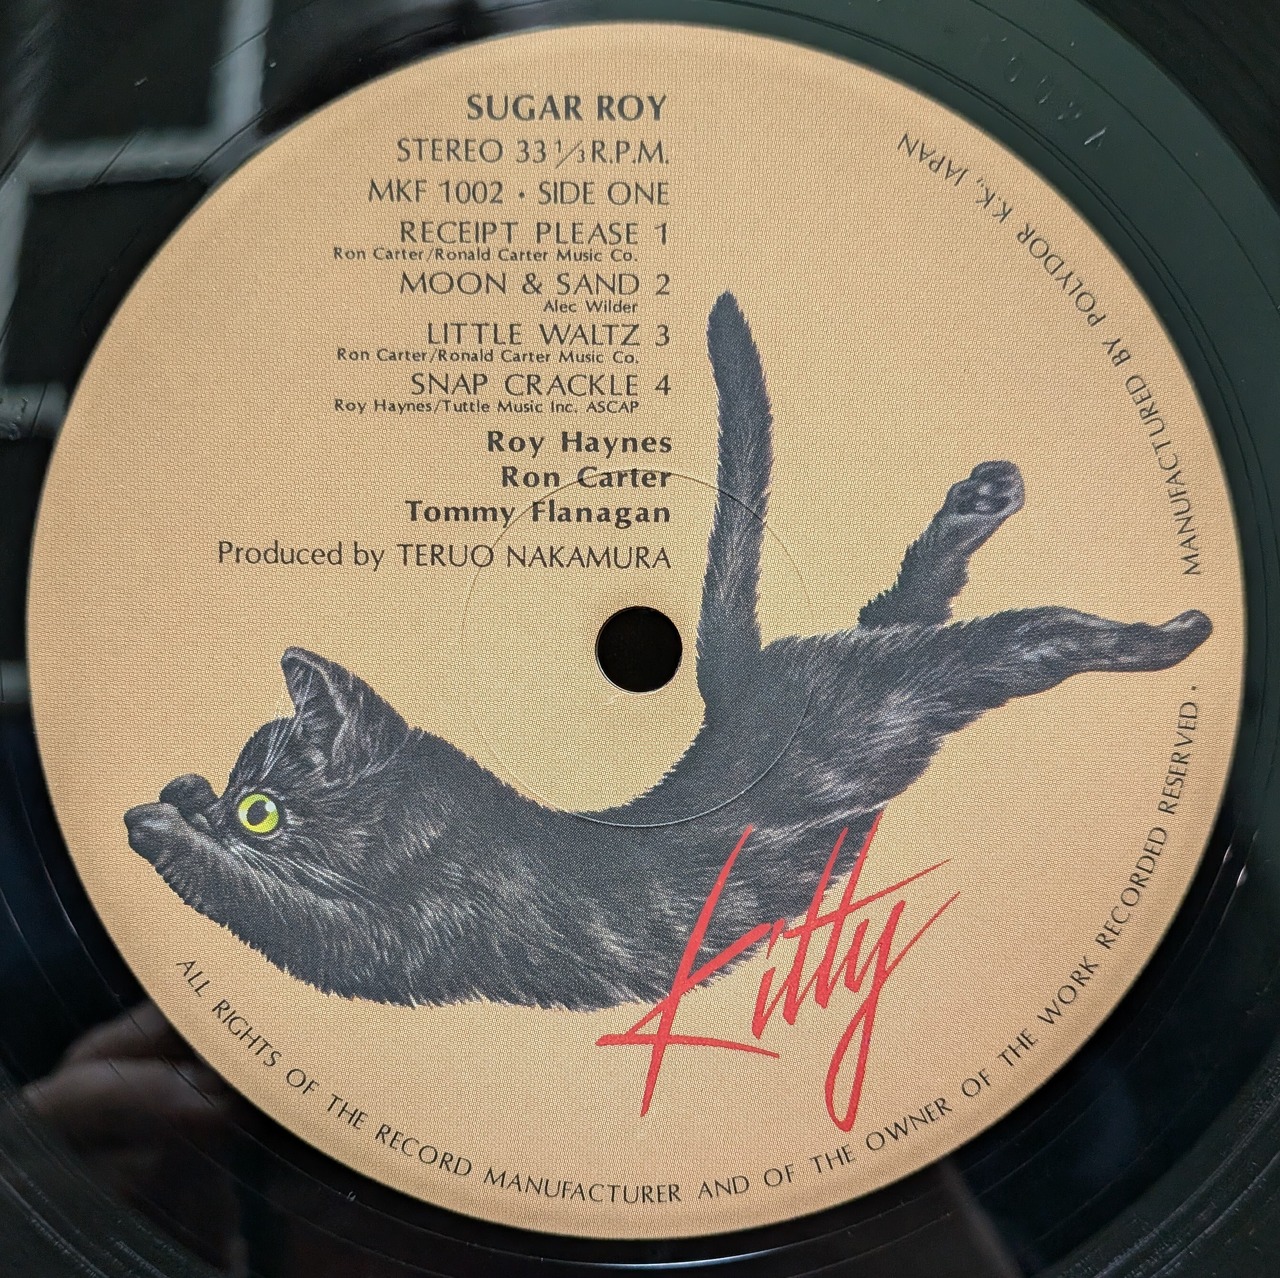 SUGAR ROY
STEREO 33 1/3 R.P.M.
MKF 1002 · SIDE ONE
RECEIPT PLEASE 1
Ron Carter/Ronald Carter Music Co.
MOON & SAND 2
Alec Wilder
LITTLE WALTZ 3
Ron Carter/Ronald Carter Music Co.
SNAP CRACKLE 4
Roy Haynes/Tuttle Music Inc. ASCAP
Roy Haynes
Ron Carter
Tommy Flanagan
Produced by TERUO NAKAMURA
Kitty
ALL RIGHTS OF THE RECORD MANUFACTURER AND OF THE OWNER OF THE WORK RECORDED RESERVED · MANUFACTURED BY POLYDOR K.K., JAPAN